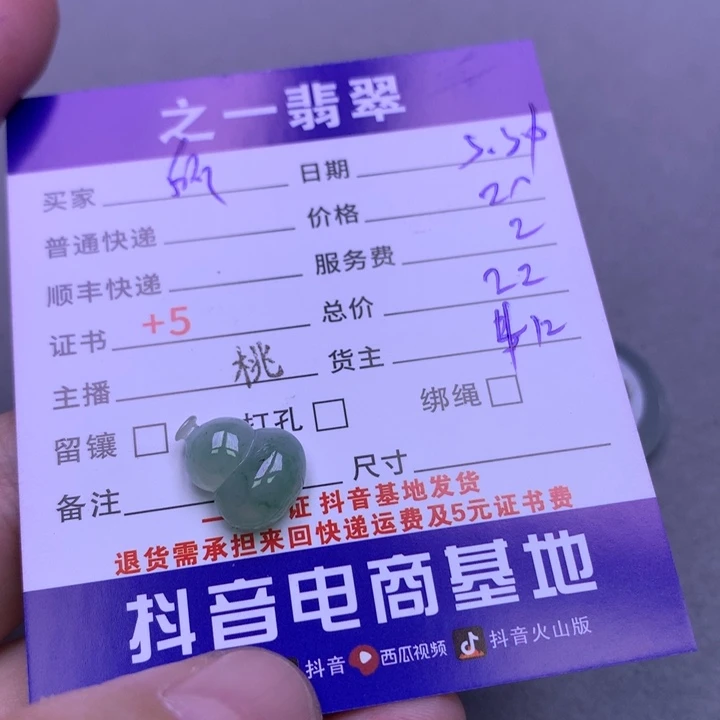 之一翡翠
买家 日期
普通快递 价格 20
顺丰快递 服务费 2
证书 +5 总价 22
主播 桃 货主
留镶 打孔 绑绳
备注 尺寸
证 抖音基地发货
退货需承担来回快递运费及5元证书费
抖音电商基地
抖音 西瓜视频 抖音火山版